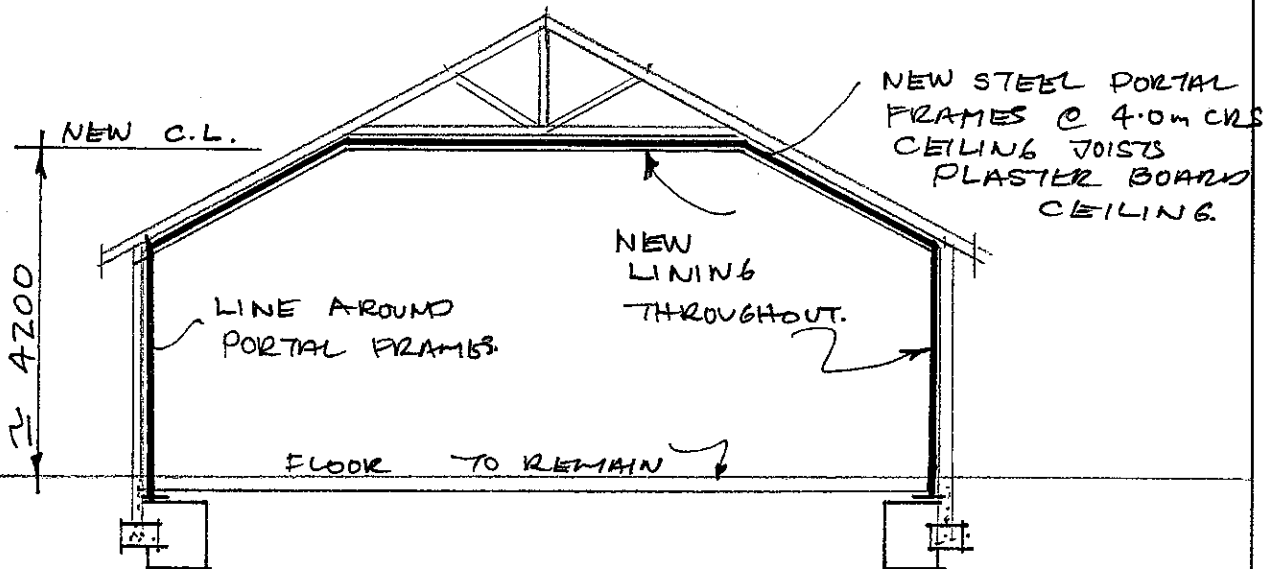 NEW STEEL PORTAL
FRAMES @ 4.0m CRS
CEILING JOISTS
PLASTER BOARD
CEILING.
NEW C.L.
NEW
LINING
THROUGHOUT.
LINE AROUND
PORTAL FRAMES.
≃ 4200
FLOOR TO REMAIN